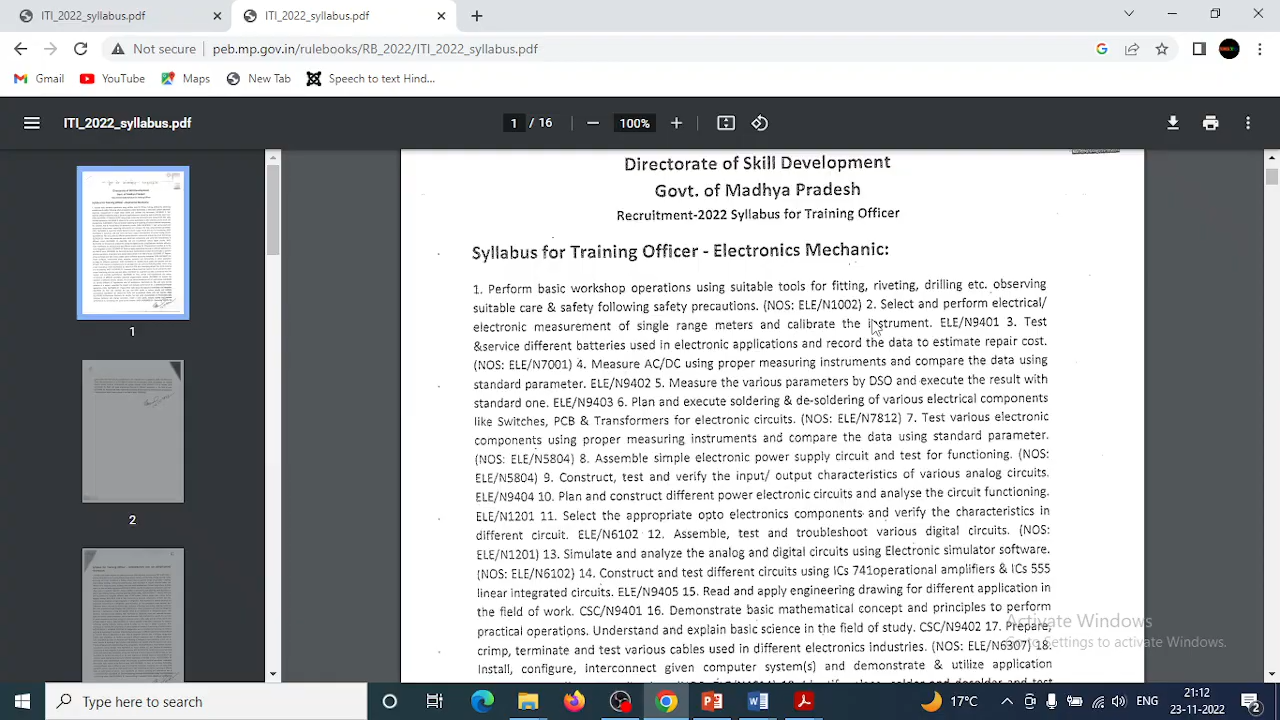 ITI_2022_syllabus.pdf
ITI_2022_syllabus.pdf
Not secure
peb.mp.gov.in/rulebooks/RB_2022/ITI_2022_syllabus.pdf
Gmail
YouTube
Maps
New Tab
Speech to text Hind...
ITI_2022_syllabus.pdf
1 / 16
100%
1
2
Directorate of Skill Development
Govt. of Madhya Pradesh
Recruitment-2022 Syllabus for Training Officer
Syllabus for Training Officer - Electronics Mechanic:
1. Perform basic workshop operations using suitable tools for fitting, riveting, drilling etc. observing
suitable care & safety following safety precautions. (NOS: ELE/N1002) 2. Select and perform electrical/
electronic measurement of single range meters and calibrate the instrument. ELE/N9401 3. Test
&service different batteries used in electronic applications and record the data to estimate repair cost.
(NOS: ELE/N7001) 4. Measure AC/DC using proper measuring instruments and compare the data using
standard parameter. ELE/N9402 5. Measure the various parameters by DSO and execute the result with
standard one. ELE/N9403 6. Plan and execute soldering & de-soldering of various electrical components
like Switches, PCB & Transformers for electronic circuits. (NOS: ELE/N7812) 7. Test various electronic
components using proper measuring instruments and compare the data using standard parameter.
(NOS: ELE/N5804) 8. Assemble simple electronic power supply circuit and test for functioning. (NOS:
ELE/N5804) 9. Construct, test and verify the input/ output characteristics of various analog circuits.
ELE/N9404 10. Plan and construct different power electronic circuits and analyse the circuit functioning.
ELE/N1201 11. Select the appropriate opto electronics components and verify the characteristics in
different circuit. ELE/N6102 12. Assemble, test and troubleshoot various digital circuits. (NOS:
ELE/N1201) 13. Simulate and analyze the analog and digital circuits using Electronic simulator software.
(NOS: ELE/N6102) 14. Construct and test different circuits using ICs 741operational amplifiers & ICs 555
linear integrated circuits. ELE/N9405 15. Read and apply engineering drawing for different application in
the field of work. CSC/N9401 16. Demonstrate basic mathematical concept and principles to perform
practical operations. Understand and explain basic science in the field of study. CSC/N9402 17. Prepare,
crimp, terminate and test various cables used in different electronics industries. (NOS: ELE/N6307) 18.
Install, configure, interconnect given computer system(s) and demonstrate & utilize application
Activate Windows
Go to Settings to activate Windows.
Type here to search
17°C
ENG
21:12
23-11-2022
2